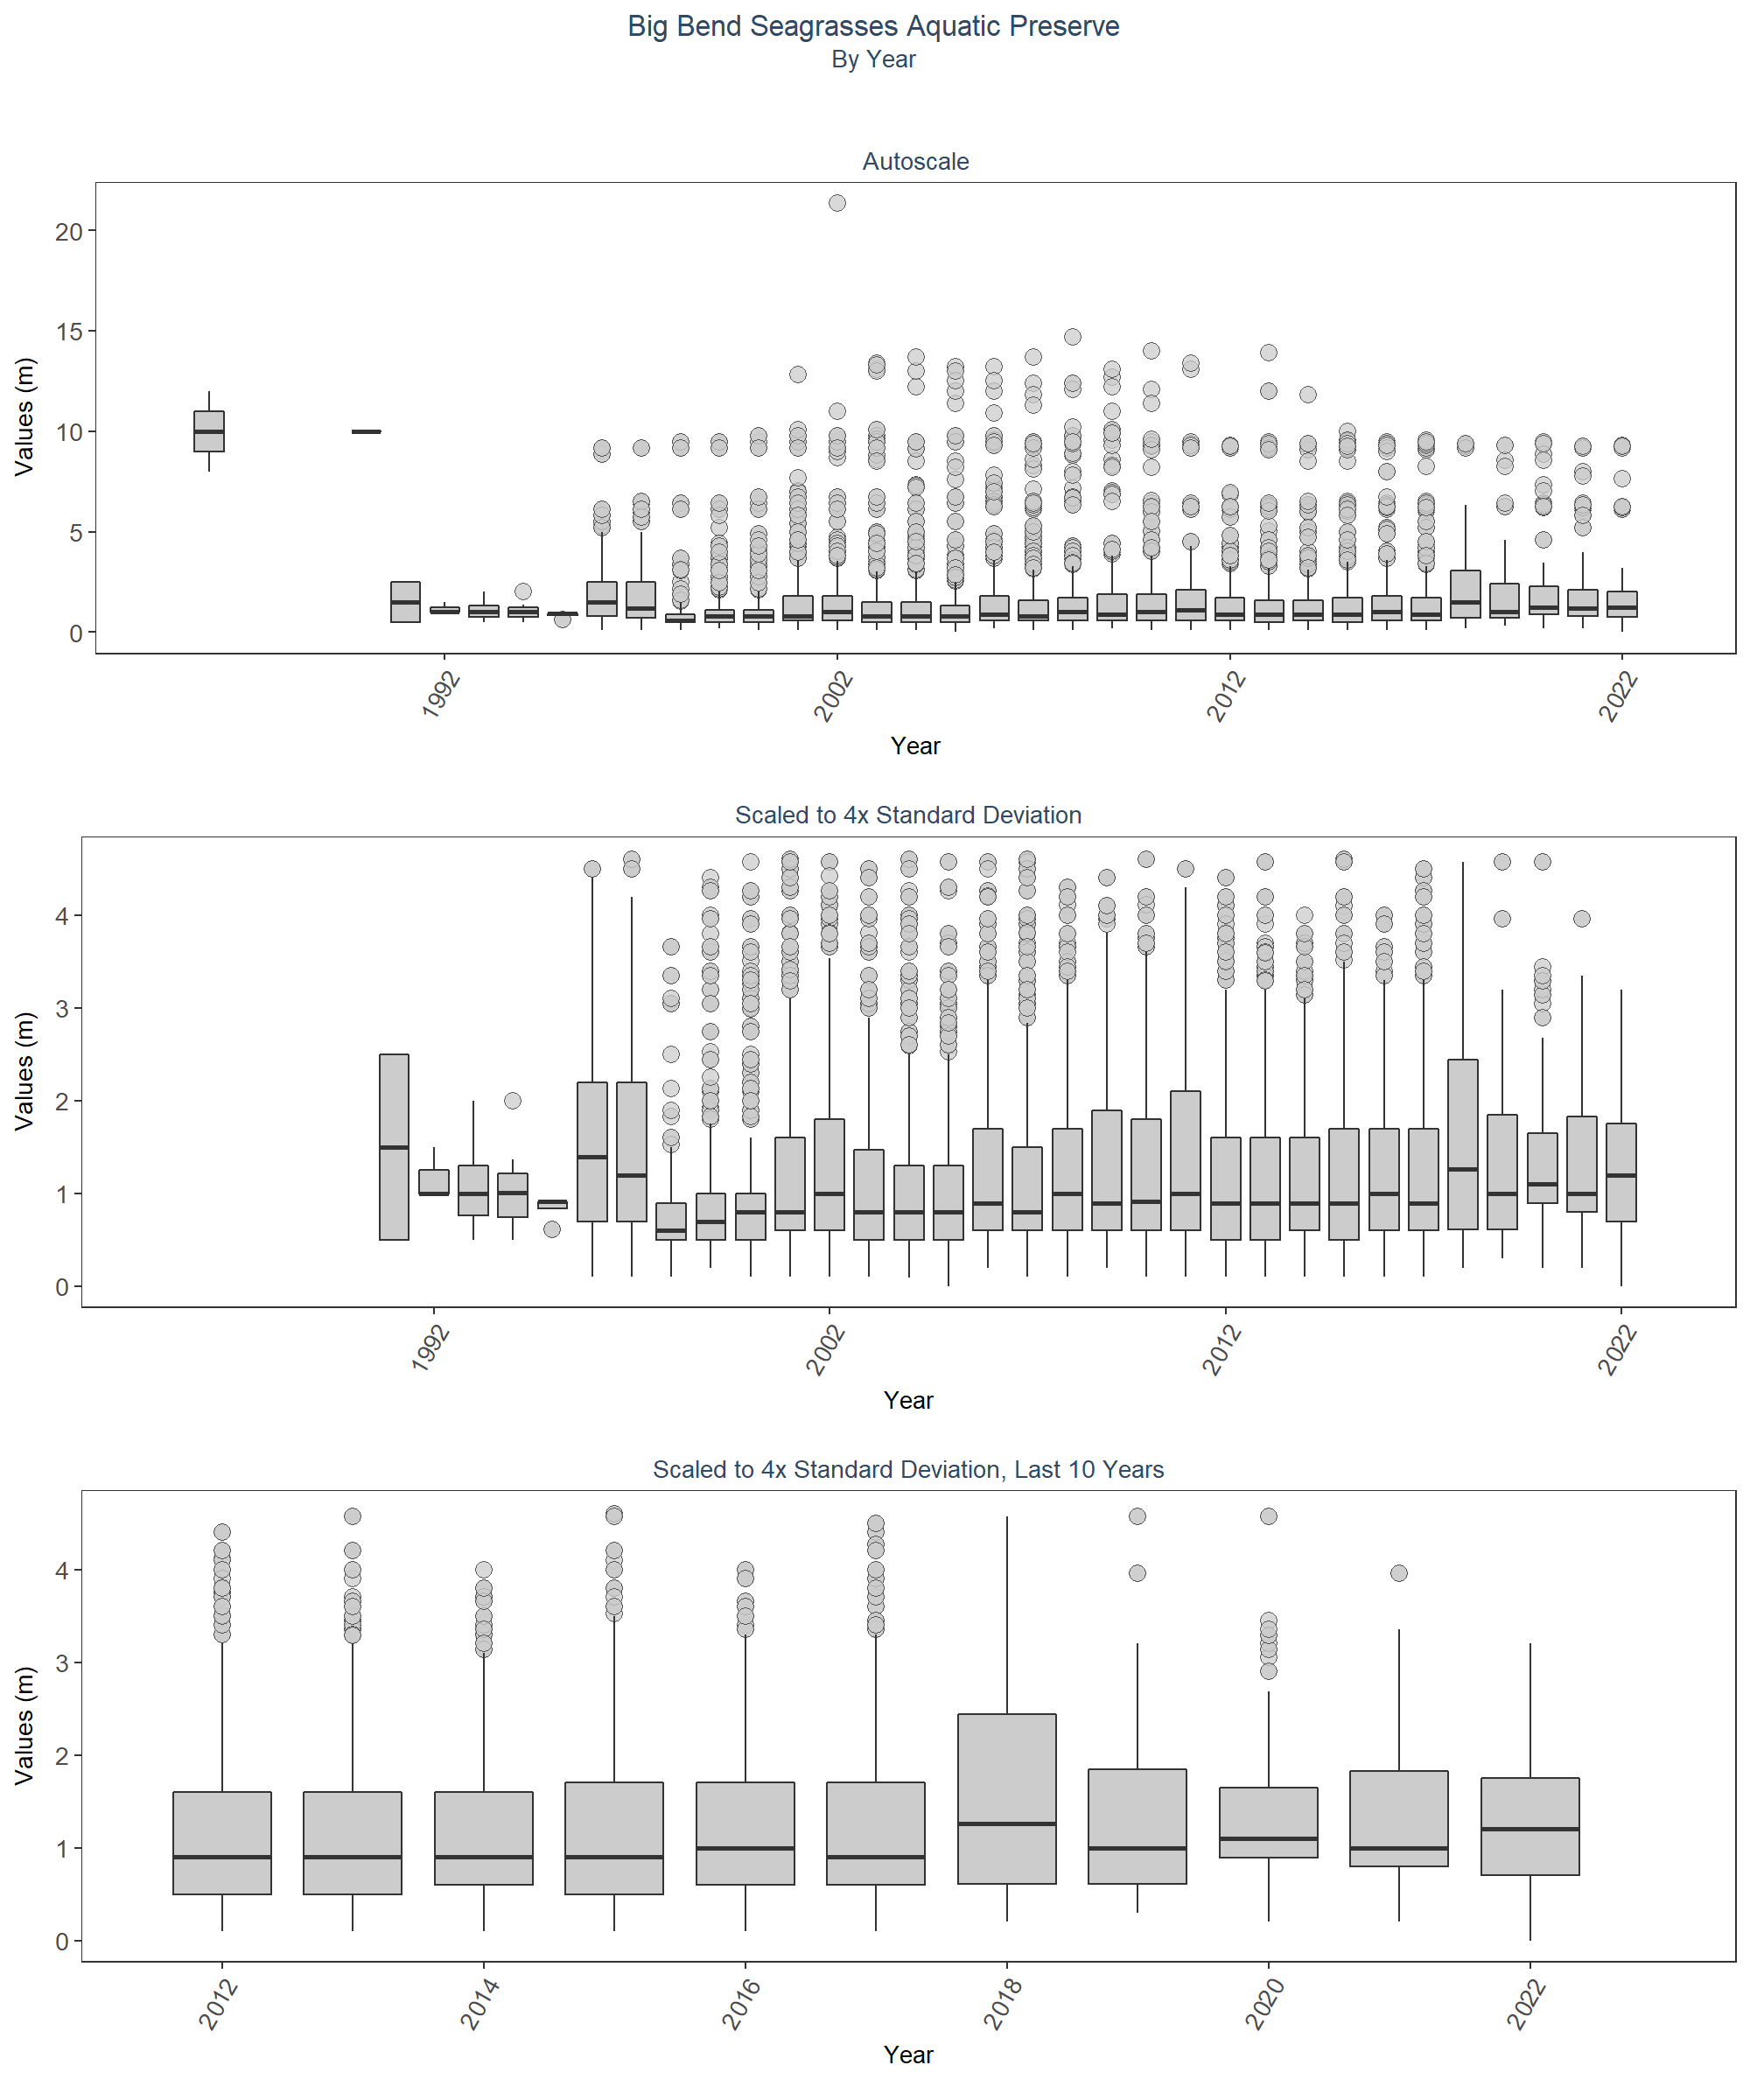 Big Bend Seagrasses Aquatic Preserve
By Year
Autoscale
Values (m)
20
15
10
5
0
1992
2002
2012
2022
Year
Scaled to 4x Standard Deviation
Values (m)
4
3
2
1
0
1992
2002
2012
2022
Year
Scaled to 4x Standard Deviation, Last 10 Years
Values (m)
4
3
2
1
0
2012
2014
2016
2018
2020
2022
Year